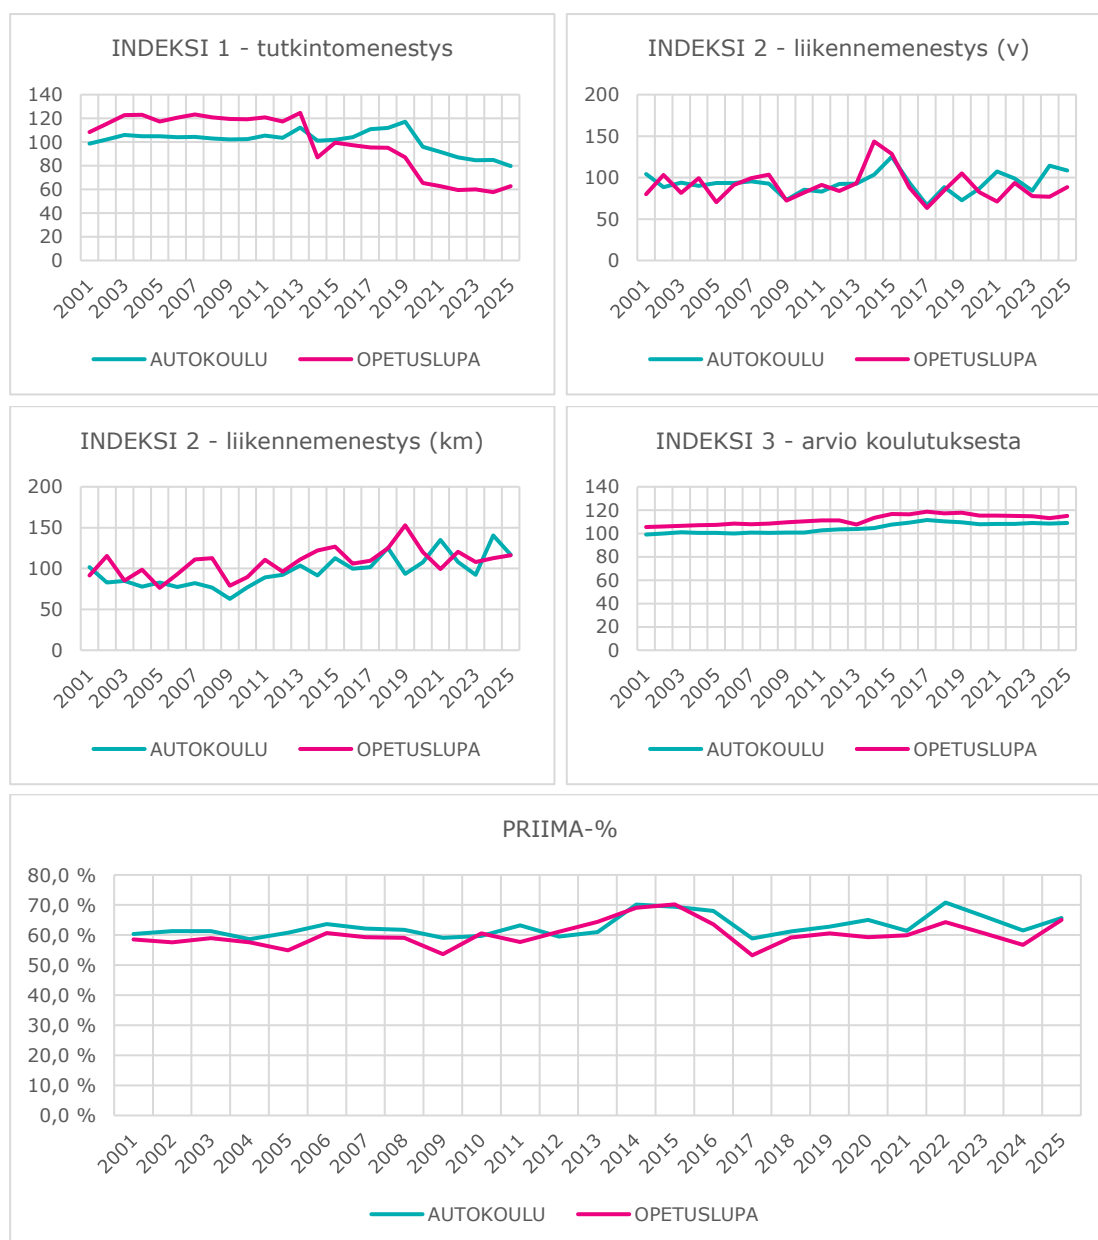 INDEKSI 1 - tutkintomenestys
140
120
100
80
60
40
20
0
2001 2003 2005 2007 2009 2011 2013 2015 2017 2019 2021 2023 2025
AUTOKOULU OPETUSLUPA
INDEKSI 2 - liikennemenestys (v)
200
150
100
50
0
2001 2003 2005 2007 2009 2011 2013 2015 2017 2019 2021 2023 2025
AUTOKOULU OPETUSLUPA
INDEKSI 2 - liikennemenestys (km)
200
150
100
50
0
2001 2003 2005 2007 2009 2011 2013 2015 2017 2019 2021 2023 2025
AUTOKOULU OPETUSLUPA
INDEKSI 3 - arvio koulutuksesta
140
120
100
80
60
40
20
0
2001 2003 2005 2007 2009 2011 2013 2015 2017 2019 2021 2023 2025
AUTOKOULU OPETUSLUPA
PRIIMA-%
80,0 %
70,0 %
60,0 %
50,0 %
40,0 %
30,0 %
20,0 %
10,0 %
0,0 %
2001 2002 2003 2004 2005 2006 2007 2008 2009 2010 2011 2012 2013 2014 2015 2016 2017 2018 2019 2020 2021 2022 2023 2024 2025
AUTOKOULU OPETUSLUPA